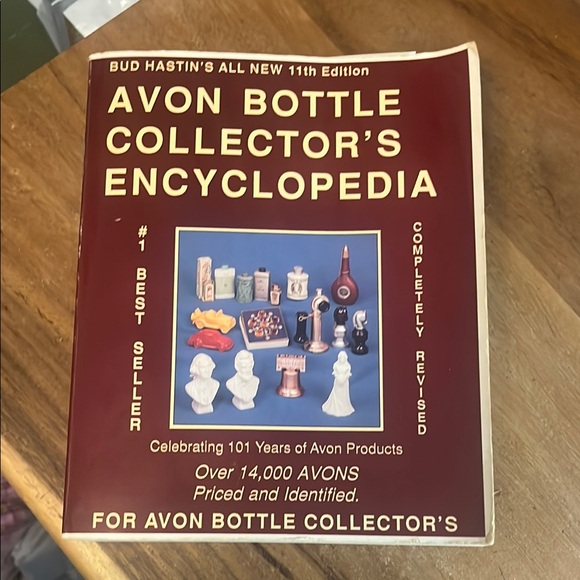 BUD HASTIN'S ALL NEW 11th Edition
AVON BOTTLE
COLLECTOR'S
ENCYCLOPEDIA
#1 BEST SELLER
COMPLETELY REVISED
Celebrating 101 Years of Avon Products
Over 14,000 AVONS
Priced and Identified.
FOR AVON BOTTLE COLLECTOR'S